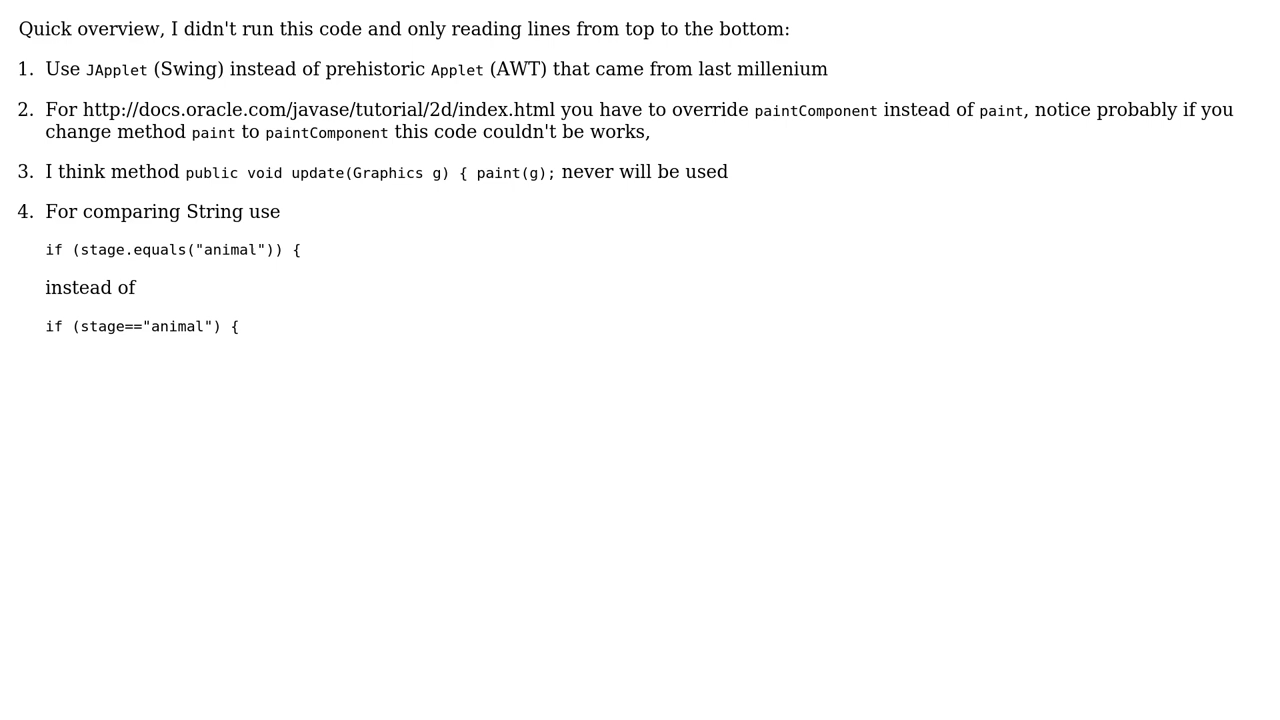 Quick overview, I didn't run this code and only reading lines from top to the bottom:
1. Use JApplet (Swing) instead of prehistoric Applet (AWT) that came from last millenium
2. For http://docs.oracle.com/javase/tutorial/2d/index.html you have to override paintComponent instead of paint, notice probably if you
change method paint to paintComponent this code couldn't be works,
3. I think method public void update(Graphics g) { paint(g); never will be used
4. For comparing String use
if (stage.equals("animal")) {
instead of
if (stage=="animal") {